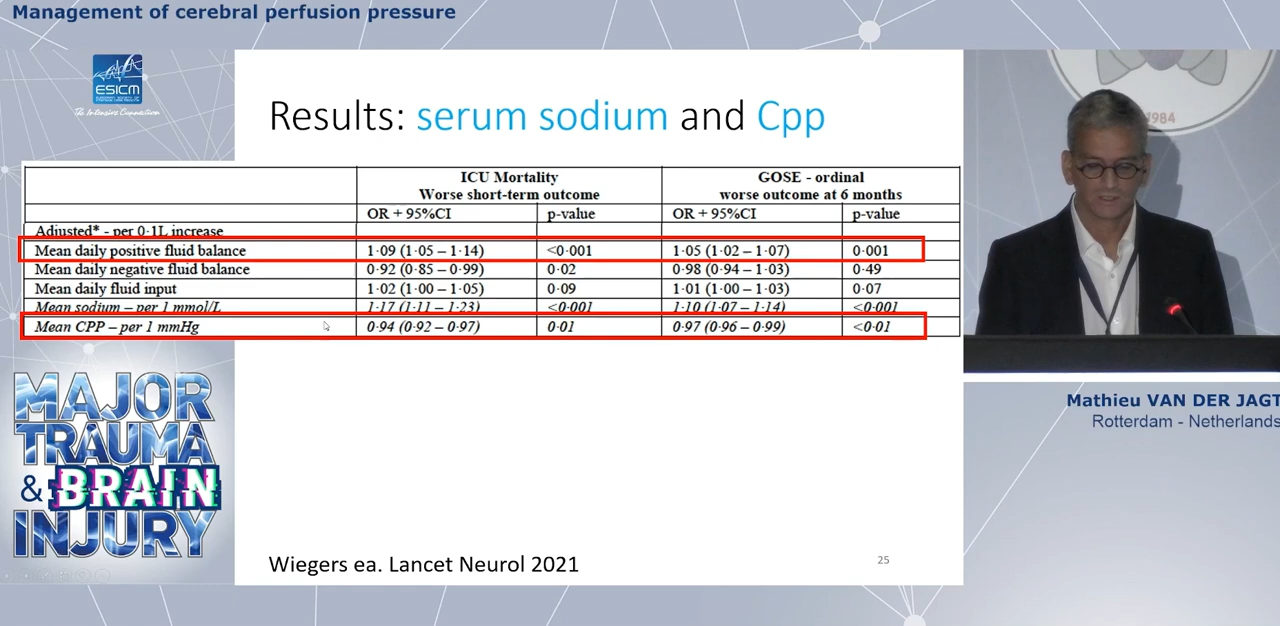 Management of cerebral perfusion pressure
ESICM
The Intensive Connection
Results: serum sodium and Cpp
ICU Mortality
Worse short-term outcome
GOSE - ordinal
worse outcome at 6 months
OR + 95%CI p-value OR + 95%CI p-value
Adjusted* - per 0·1L increase
Mean daily positive fluid balance 1·09 (1·05 – 1·14) <0·001 1·05 (1·02 – 1·07) 0·001
Mean daily negative fluid balance 0·92 (0·85 – 0·99) 0·02 0·98 (0·94 – 1·03) 0·49
Mean daily fluid input 1·02 (1·00 – 1·05) 0·09 1·01 (1·00 – 1·03) 0·07
Mean sodium – per 1 mmol/L 1·17 (1·11 – 1·23) <0·001 1·10 (1·07 – 1·14) <0·001
Mean CPP – per 1 mmHg 0·94 (0·92 – 0·97) 0·01 0·97 (0·96 – 0·99) <0·01
MAJOR
TRAUMA
& BRAIN
INJURY
Wiegers ea. Lancet Neurol 2021
25
1984
Mathieu VAN DER JAGT
Rotterdam - Netherlands